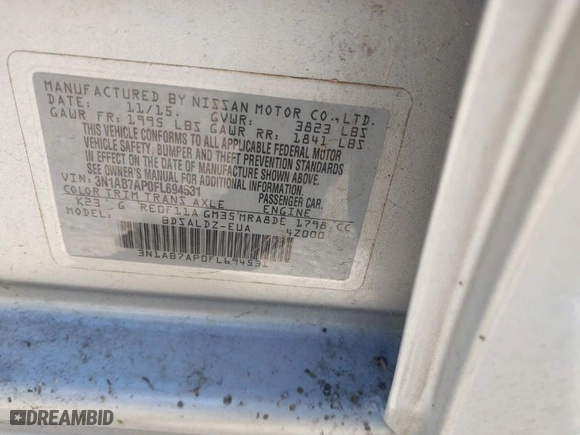 MANUFACTURED BY NISSAN MOTOR CO.,LTD.
DATE: 11/15. GVWR: 3823 LBS
GAWR FR: 1995 LBS GAWR RR: 1841 LBS
THIS VEHICLE CONFORMS TO ALL APPLICABLE FEDERAL MOTOR
VEHICLE SAFETY, BUMPER AND THEFT PREVENTION STANDARDS
IN EFFECT ON THE DATE OF MANUFACTURE SHOWN ABOVE.
SEE OWNER'S MANUAL FOR ADDITIONAL INFORMATION.
VIN: 3N1AB7AP0FL694531 PASSENGER CAR.
COLOR TRIM TRANS AXLE ENGINE
K23 G RE0F11A GM35 MRA8DE 1798 CC
MODEL: BDSALDZ-EUA 42000
3N1AB7AP0FL694531
DREAMBID